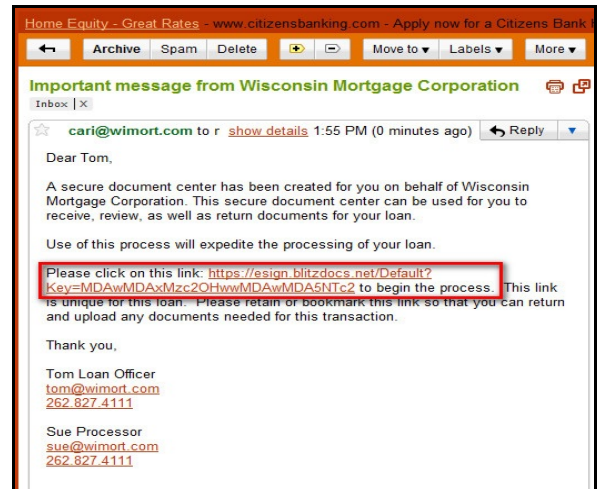 Home Equity - Great Rates - www.citizensbanking.com - Apply now for a Citizens Bank
Archive Spam Delete Move to ▾ Labels ▾ More ▾
Important message from Wisconsin Mortgage Corporation
Inbox | X
cari@wimort.com to r show details 1:55 PM (0 minutes ago) Reply
Dear Tom,
A secure document center has been created for you on behalf of Wisconsin
Mortgage Corporation. This secure document center can be used for you to
receive, review, as well as return documents for your loan.
Use of this process will expedite the processing of your loan.
Please click on this link: https://esign.blitzdocs.net/Default?
Key=MDAwMDAxMzc2OHwwMDAwMDA5NTc2 to begin the process. This link
is unique for this loan. Please retain or bookmark this link so that you can return
and upload any documents needed for this transaction.
Thank you,
Tom Loan Officer
tom@wimort.com
262.827.4111
Sue Processor
sue@wimort.com
262.827.4111